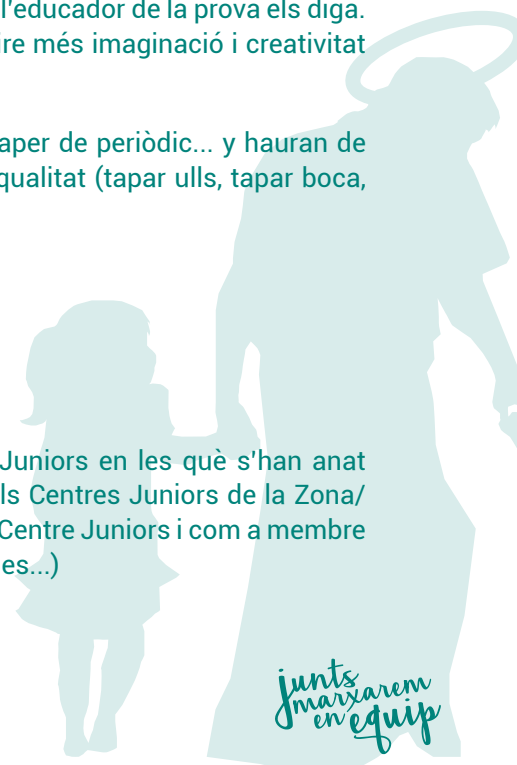 l'educador de la prova els diga.
ire més imaginació i creativitat
aper de periòdic... y hauran de
qualitat (tapar ulls, tapar boca,
Juniors en les què s'han anat
ls Centres Juniors de la Zona/
Centre Juniors i com a membre
es...)
junts
marxarem
en equip